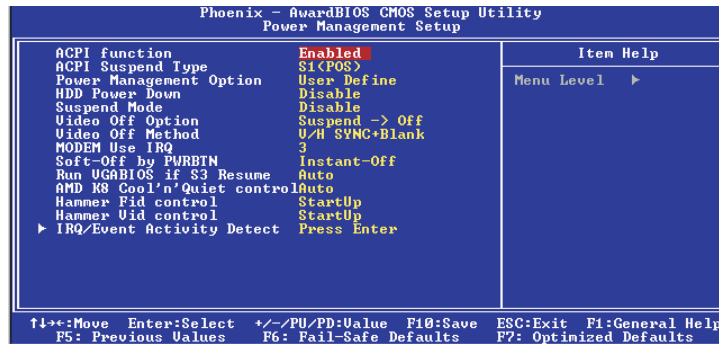 Phoenix - AwardBIOS CMOS Setup Utility
Power Management Setup
ACPI function Enabled
Item Help
ACPI Suspend Type S1(POS)
Power Management Option User Define
Menu Level ▶
HDD Power Down Disable
Suspend Mode Disable
Video Off Option Suspend -> Off
Video Off Method V/H SYNC+Blank
MODEM Use IRQ 3
Soft-Off by PWRBTN Instant-Off
Run VGABIOS if S3 Resume Auto
AMD K8 Cool'n'Quiet control Auto
Hammer Fid control StartUp
Hammer Vid control StartUp
▶ IRQ/Event Activity Detect Press Enter
↑↓→←:Move Enter:Select +/-/PU/PD:Value F10:Save ESC:Exit F1:General Help
F5: Previous Values F6: Fail-Safe Defaults F7: Optimized Defaults